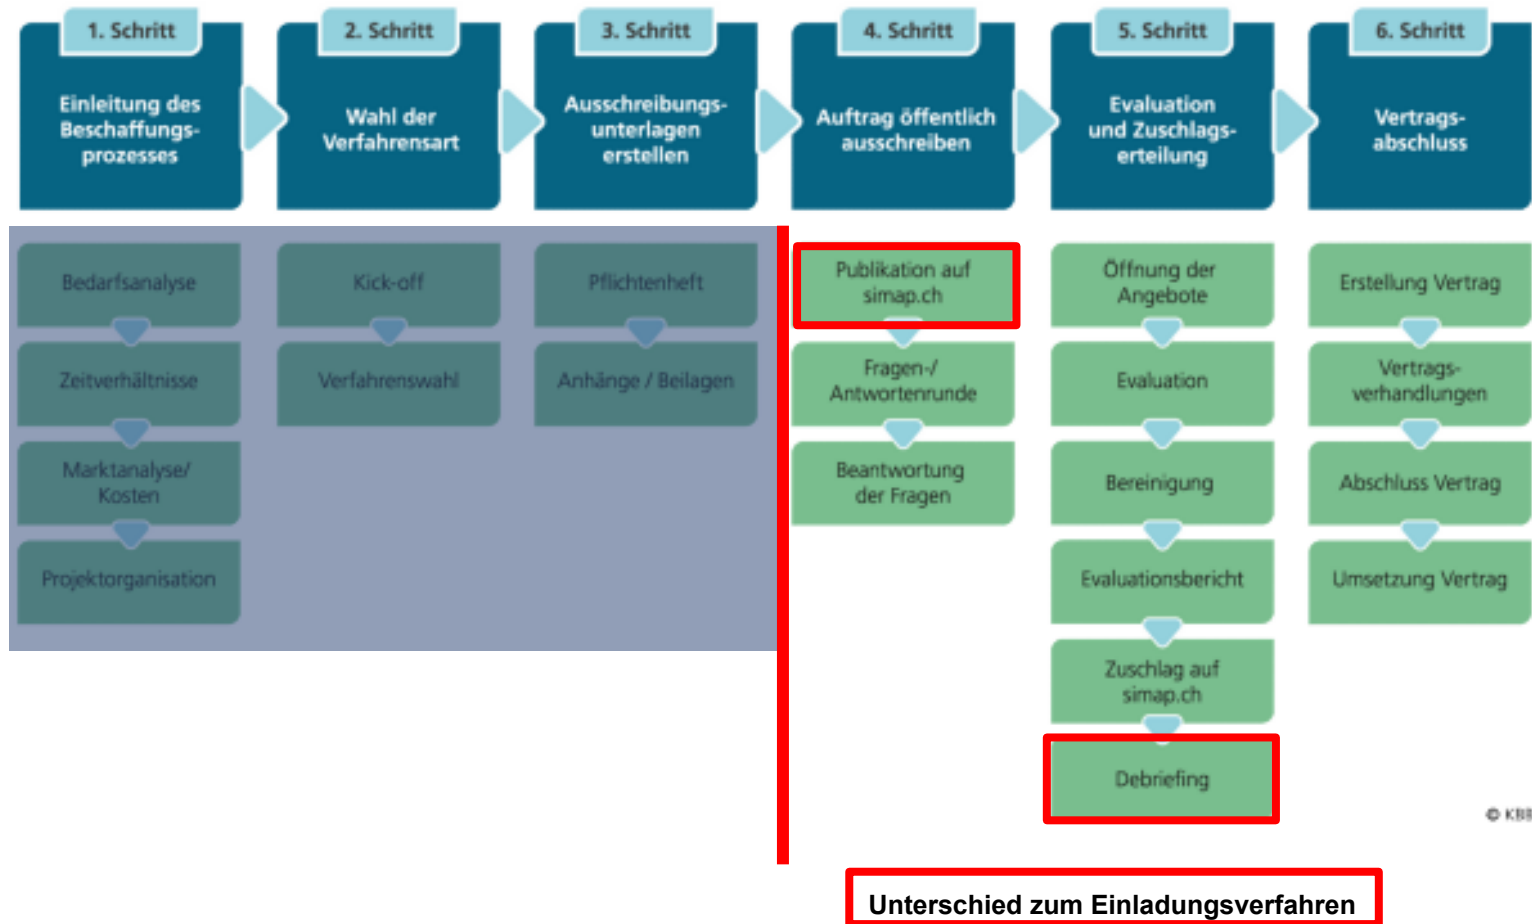 1. Schritt
Einleitung des
Beschaffungs-
prozesses
2. Schritt
Wahl der
Verfahrensart
3. Schritt
Ausschreibungs-
unterlagen
erstellen
4. Schritt
Auftrag öffentlich
ausschreiben
5. Schritt
Evaluation
und Zuschlags-
erteilung
6. Schritt
Vertrags-
abschluss
Bedarfsanalyse
Zeitverhältnisse
Marktanalyse/
Kosten
Projektorganisation
Kick-off
Verfahrenswahl
Pflichtenheft
Anhänge / Beilagen
Publikation auf
simap.ch
Fragen-/
Antwortenrunde
Beantwortung
der Fragen
Öffnung der
Angebote
Evaluation
Bereinigung
Evaluationsbericht
Zuschlag auf
simap.ch
Debriefing
Erstellung Vertrag
Vertrags-
verhandlungen
Abschluss Vertrag
Umsetzung Vertrag
© KBB
Unterschied zum Einladungsverfahren